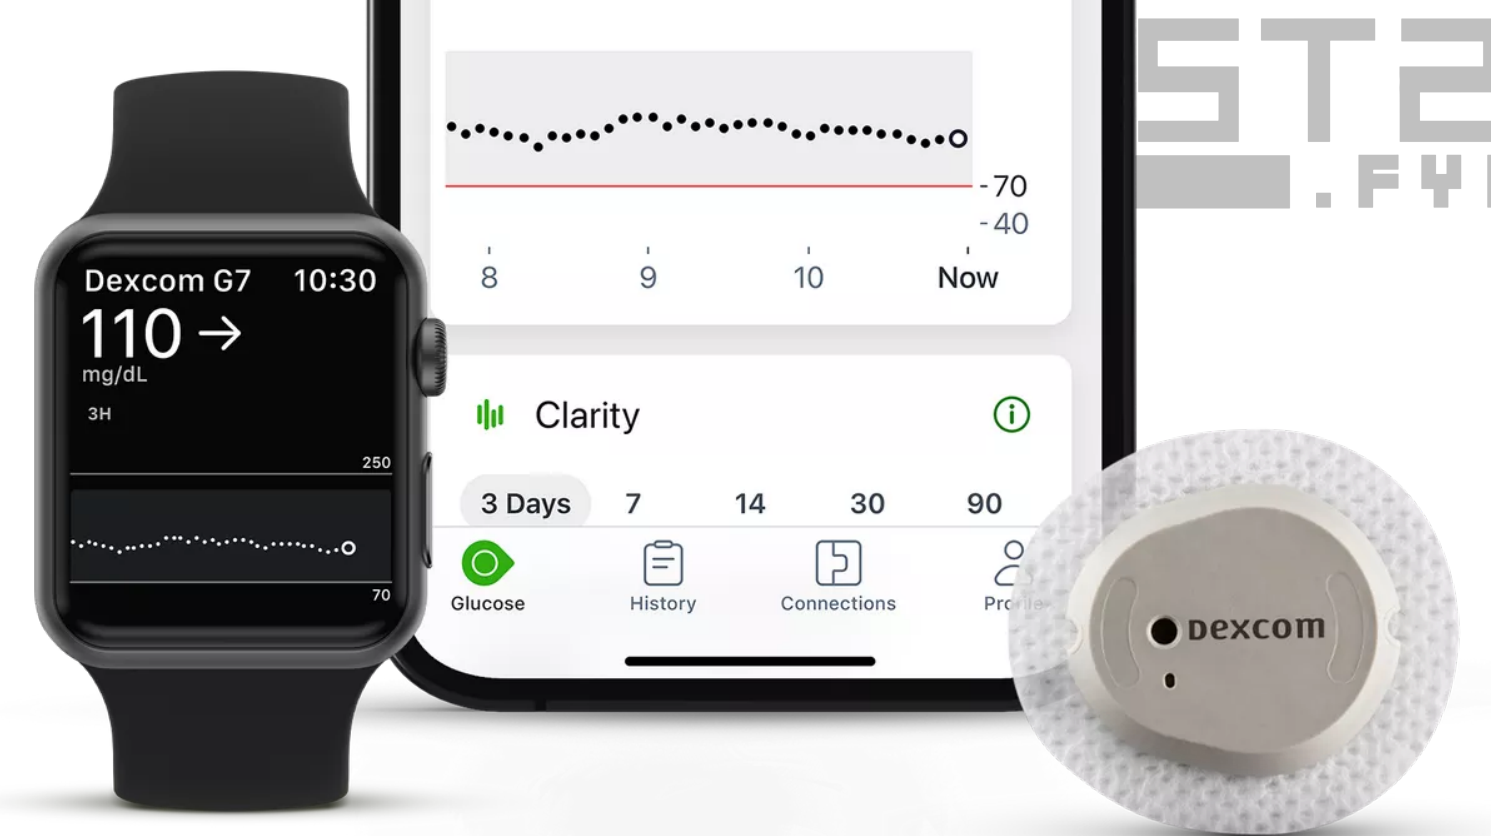 Dexcom G7 10:30
110
mg/dL
3H
250
70
-70
-40
8 9 10 Now
Clarity
3 Days 7 14 30 90
Glucose History Connections Profile
Dexcom